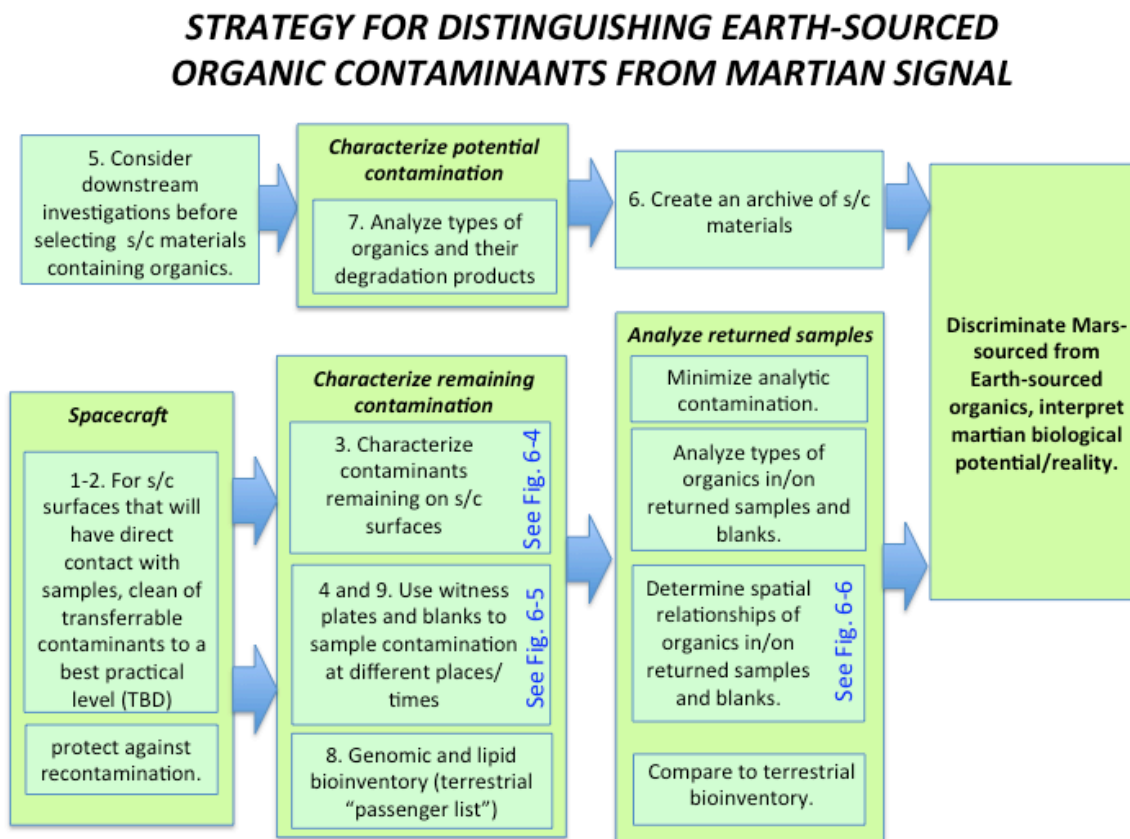 STRATEGY FOR DISTINGUISHING EARTH-SOURCED
ORGANIC CONTAMINANTS FROM MARTIAN SIGNAL
5. Consider
downstream
investigations before
selecting s/c materials
containing organics.
Characterize potential
contamination
7. Analyze types of
organics and their
degradation products
6. Create an archive of s/c
materials
Discriminate Mars-
sourced from
Earth-sourced
organics, interpret
martian biological
potential/reality.
Spacecraft
1-2. For s/c
surfaces that will
have direct
contact with
samples, clean of
transferrable
contaminants to a
best practical
level (TBD)
protect against
recontamination.
Characterize remaining
contamination
3. Characterize
contaminants
remaining on s/c
surfaces
See Fig. 6-4
4 and 9. Use witness
plates and blanks to
sample contamination
at different places/
times
See Fig. 6-5
8. Genomic and lipid
bioinventory (terrestrial
“passenger list”)
Analyze returned samples
Minimize analytic
contamination.
Analyze types of
organics in/on
returned samples and
blanks.
Determine spatial
relationships of
organics in/on
returned samples
and blanks.
See Fig. 6-6
Compare to terrestrial
bioinventory.